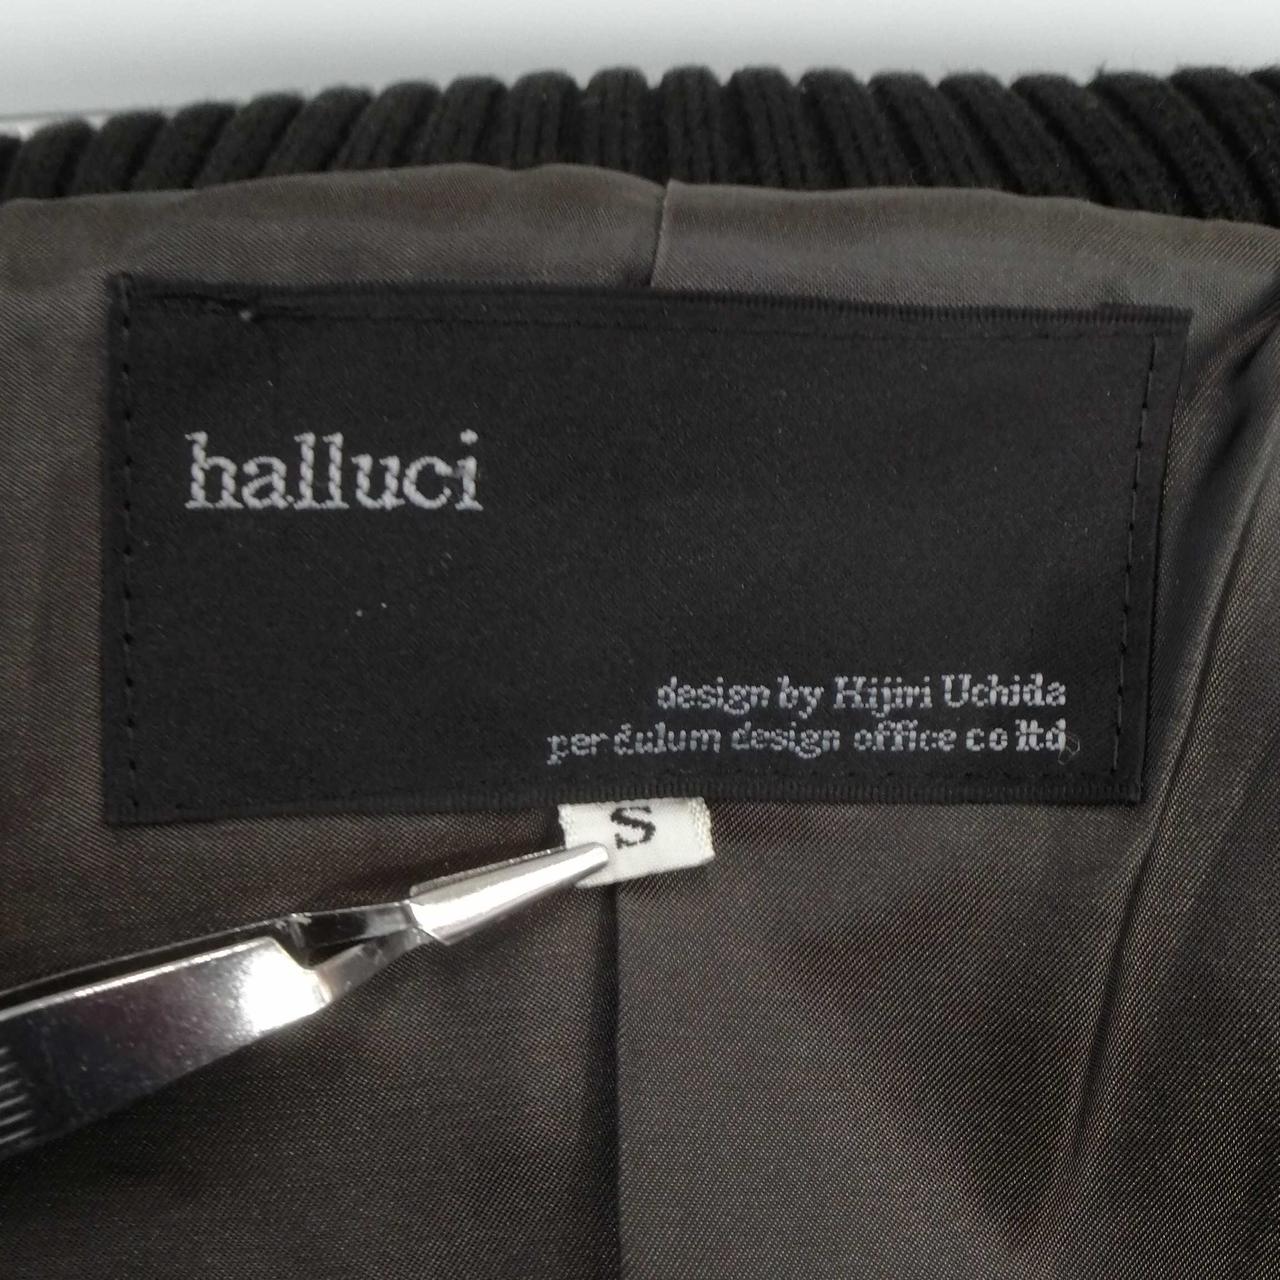 halluci
design by Hijiri Uchida
pendulum design office co ltd
S